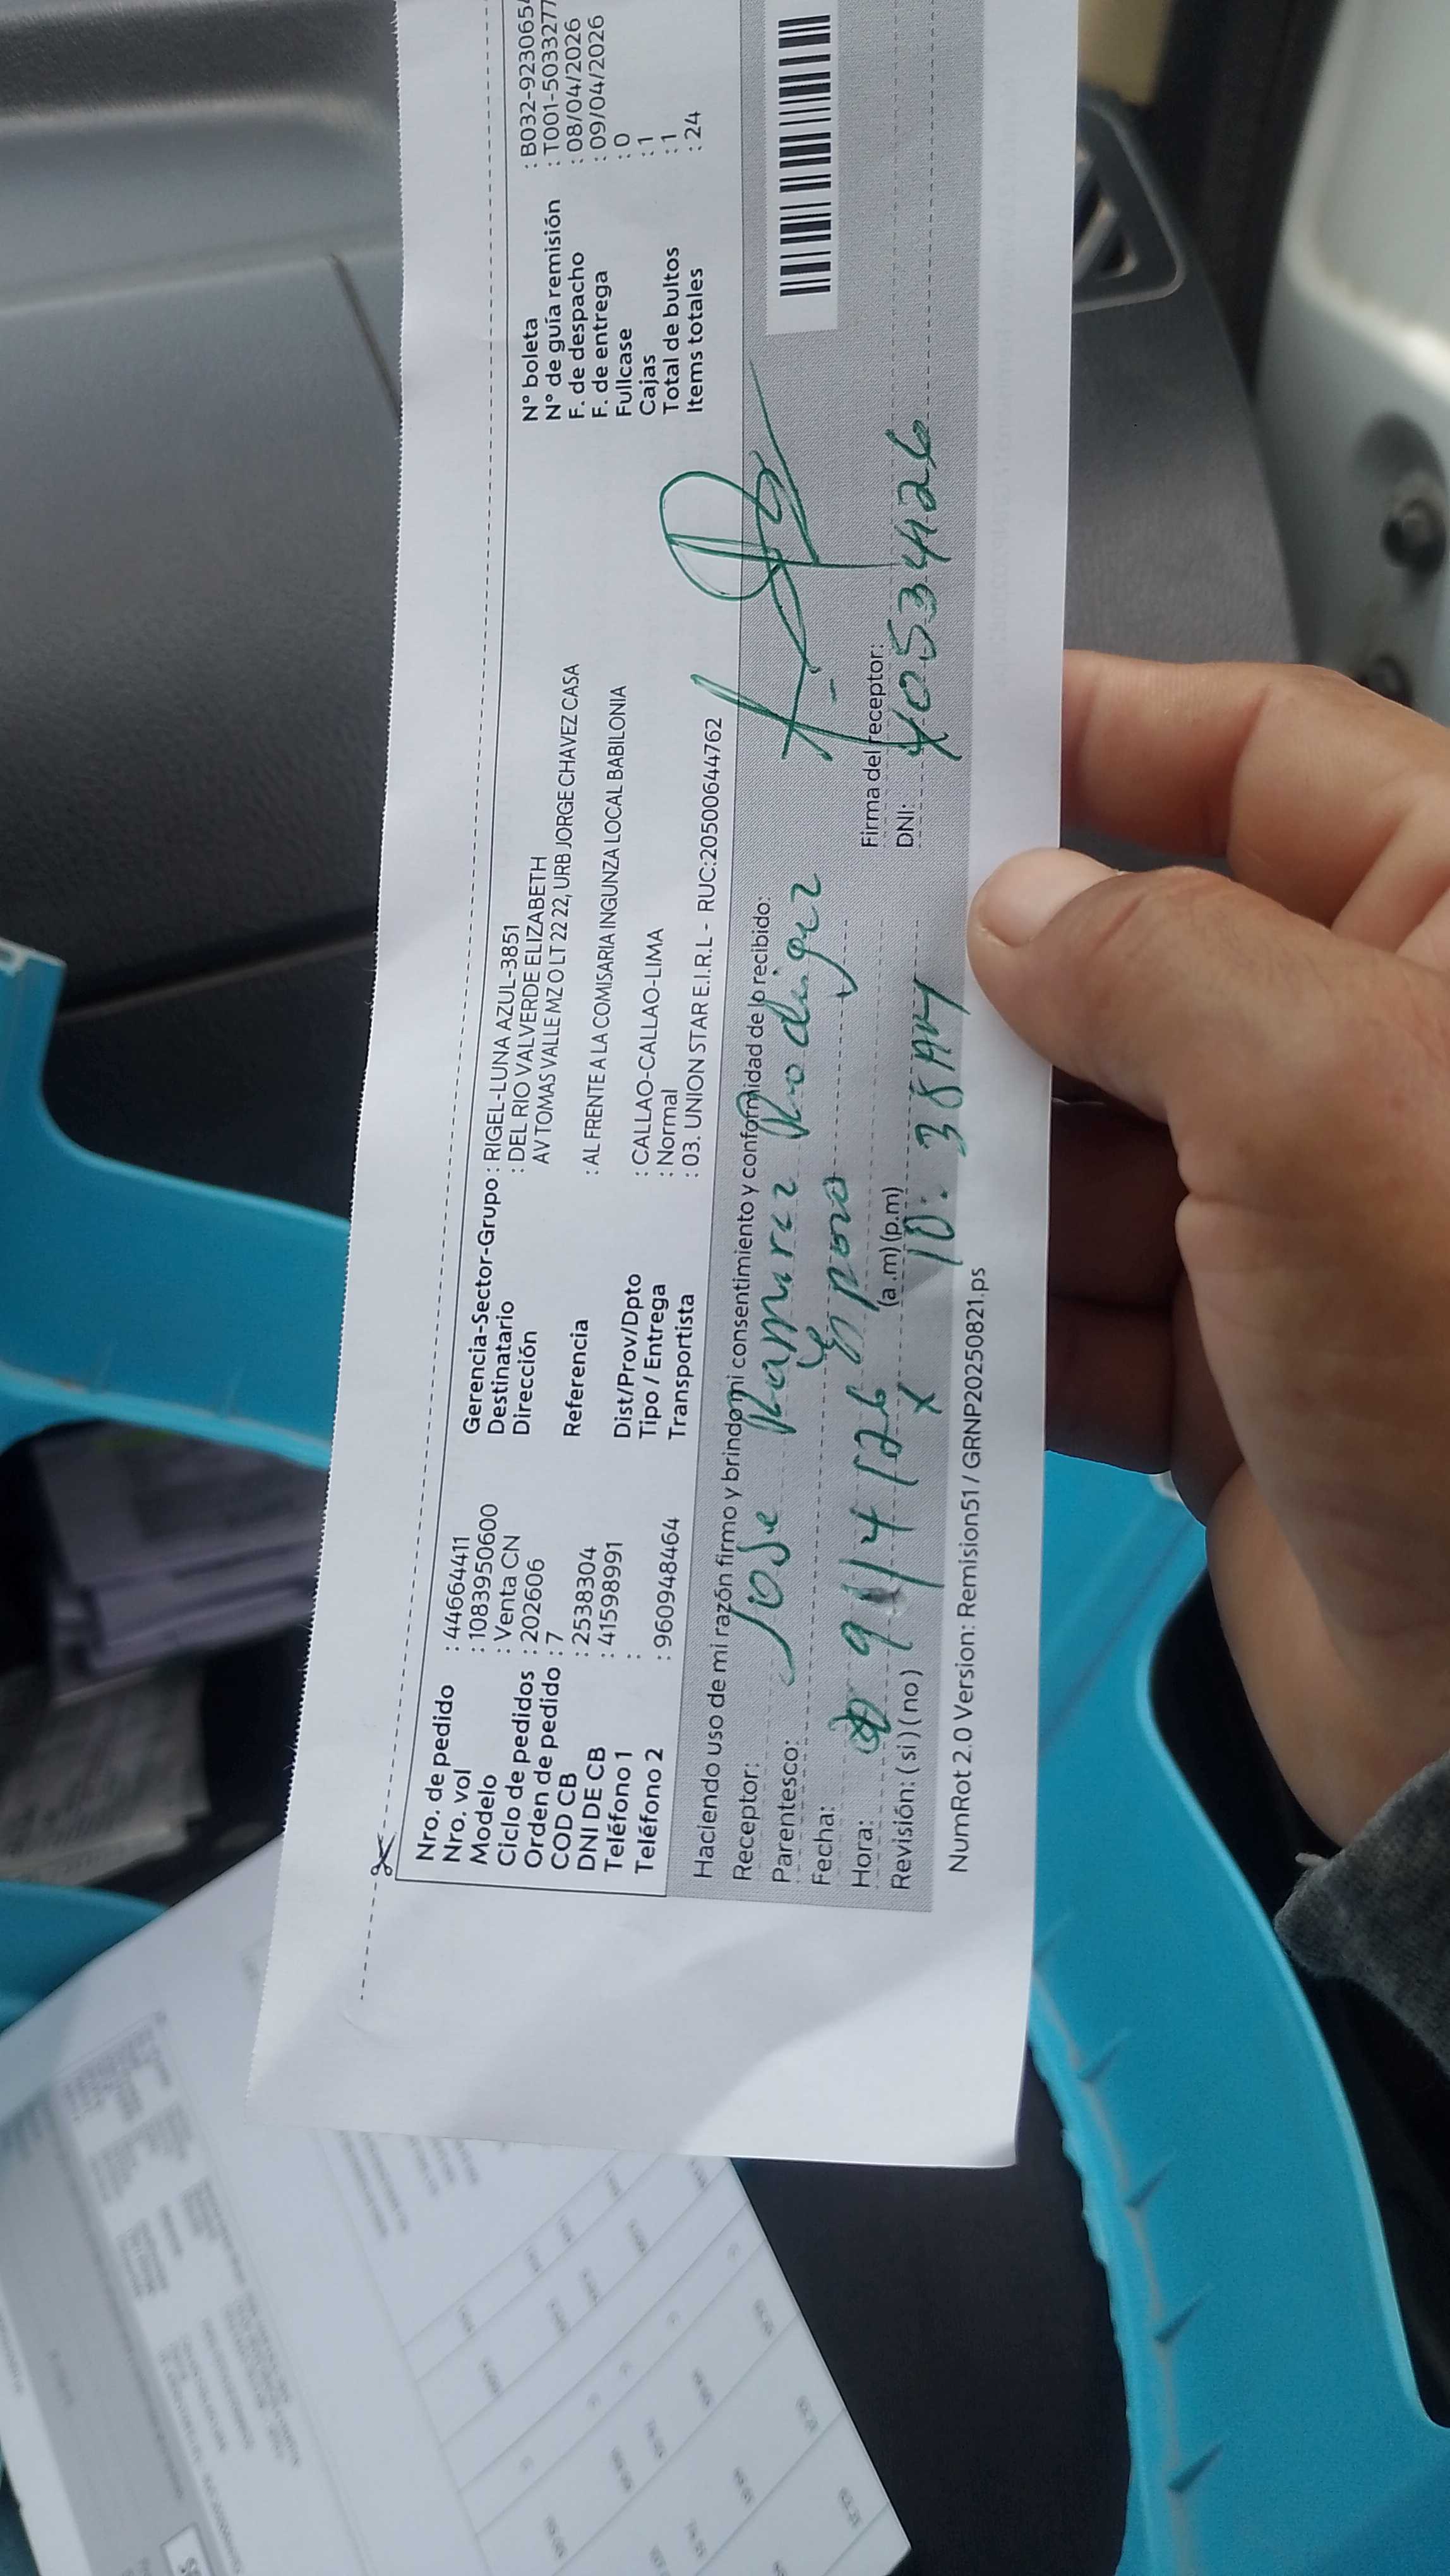 Nro. de pedido : 44664411
Nro. vol : 1083950600
Modelo : Venta CN
Ciclo de pedidos : 202606
Orden de pedido : 7
COD CB : 2538304
DNI DE CB : 41598991
Teléfono 1 :
Teléfono 2 : 960948464
Gerencia-Sector-Grupo : RIGEL-LUNA AZUL-3851
Destinatario : DEL RIO VALVERDE ELIZABETH
Dirección AV TOMAS VALLE MZ O LT 22 22, URB JORGE CHAVEZ CASA
Referencia : AL FRENTE A LA COMISARIA INGUNZA LOCAL BABILONIA
Dist/Prov/Dpto : CALLAO-CALLAO-LIMA
Tipo / Entrega : Normal
Transportista : 03. UNION STAR E.I.R.L - RUC:20500644762
N° boleta : B032-9230654
N° de guía remisión : T001-5033277
F. de despacho : 08/04/2026
F. de entrega : 09/04/2026
Fullcase : 0
Cajas : 1
Total de bultos : 1
Items totales : 24
Haciendo uso de mi razón firmo y brindo mi consentimiento y conformidad de lo recibido:
Receptor: Jose Ramirez Rodriguez
Parentesco: Esposo
Fecha: 9/4/26
Hora: (a.m) (p.m) 10:38 AM
Revisión: (si) (no) x
Firma del receptor:
DNI: 40534426
NumRot 2.0 Version: Remision51 / GRNP20250821.ps